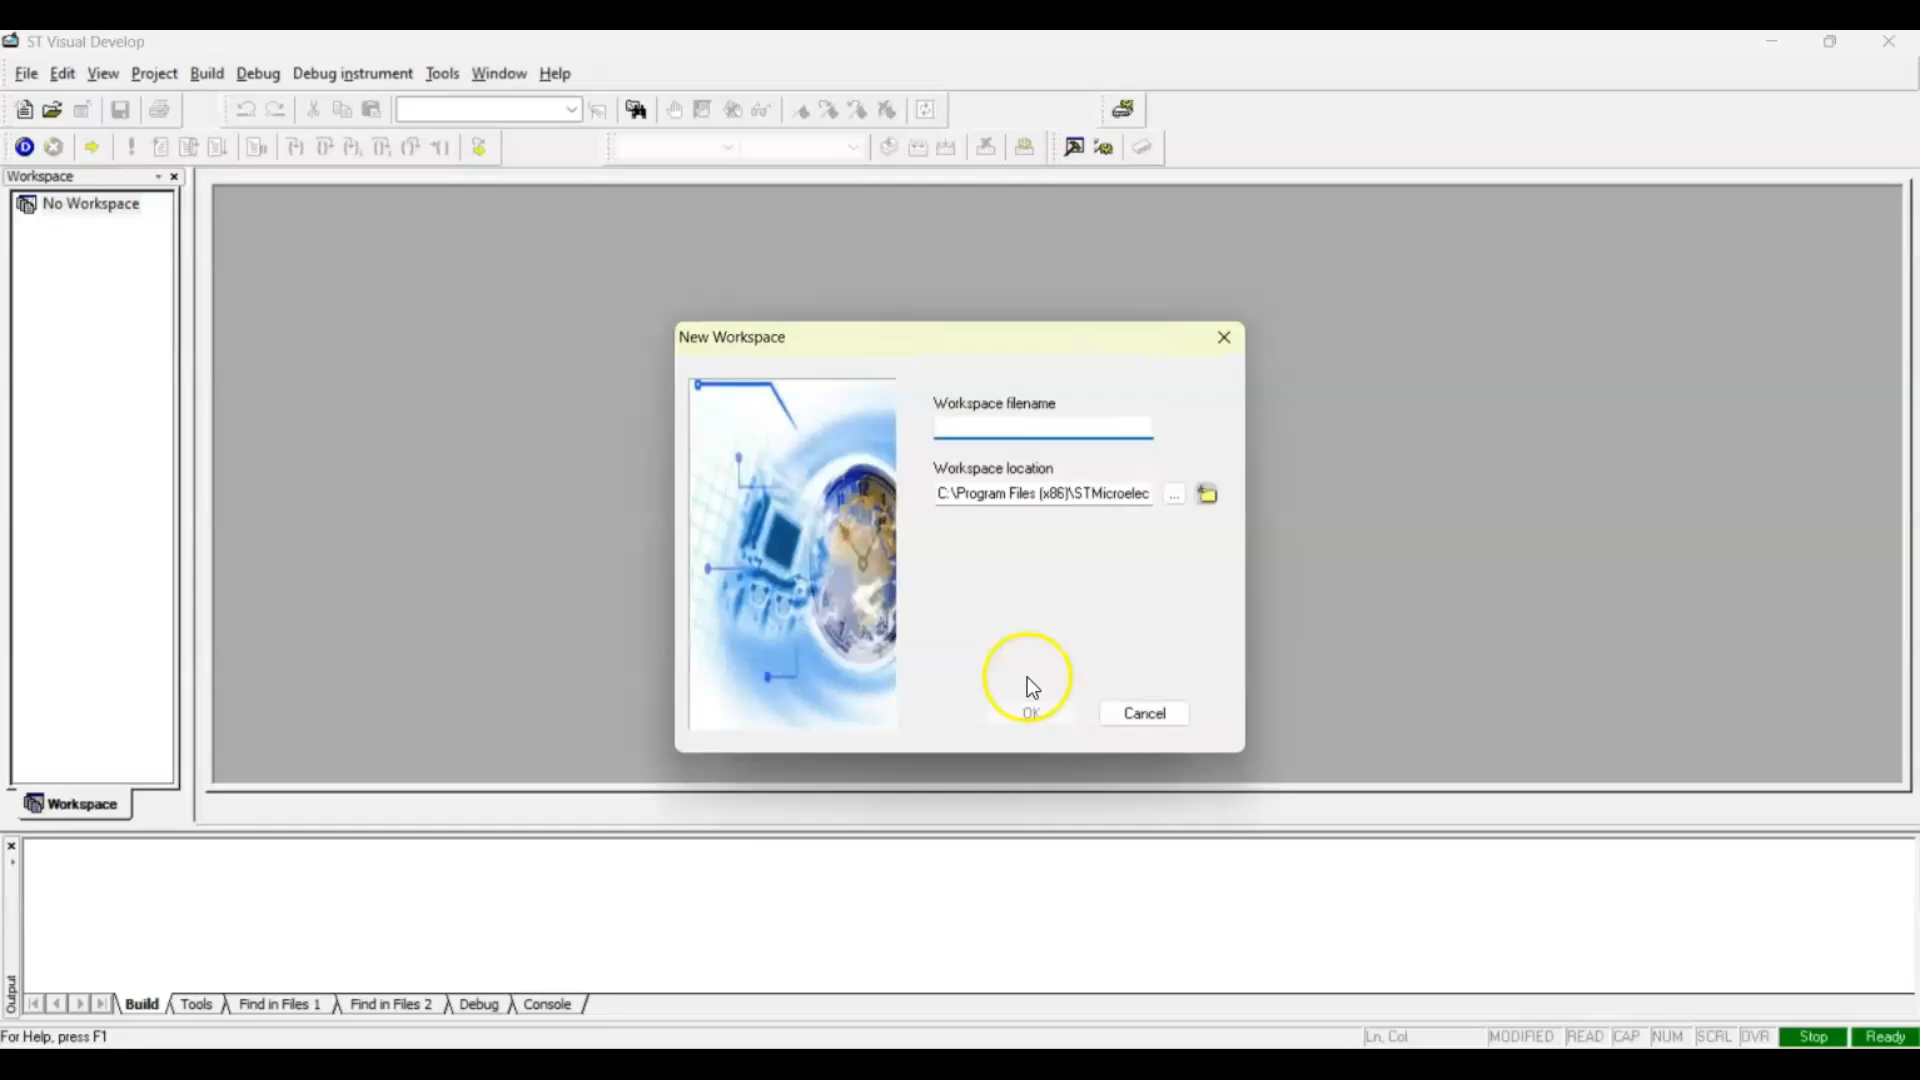 ST Visual Develop
File Edit View Project Build Debug Debug instrument Tools Window Help
Workspace
No Workspace
New Workspace
Workspace filename
Workspace location
C:\Program Files (x86)\STMicroelec
...
OK
Cancel
Workspace
Output
Build Tools Find in Files 1 Find in Files 2 Debug Console
For Help, press F1
Ln, Col MODIFIED READ CAP NUM SCRL OVR Stop Ready